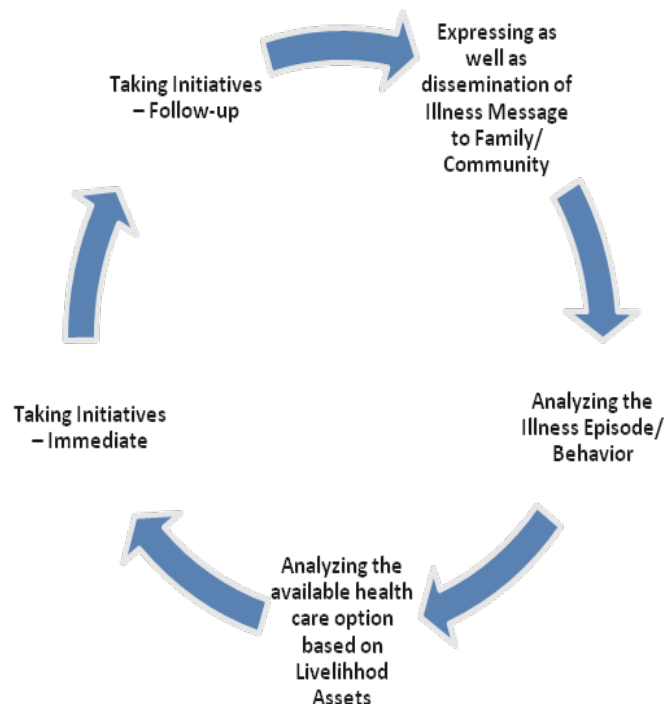 Expressing as
well as
dissemination of
Illness Message
to Family/
Community
Analyzing the
Illness Episode/
Behavior
Analyzing the
available health
care option
based on
Livelihhod
Assets
Taking Initiatives
– Immediate
Taking Initiatives
– Follow-up